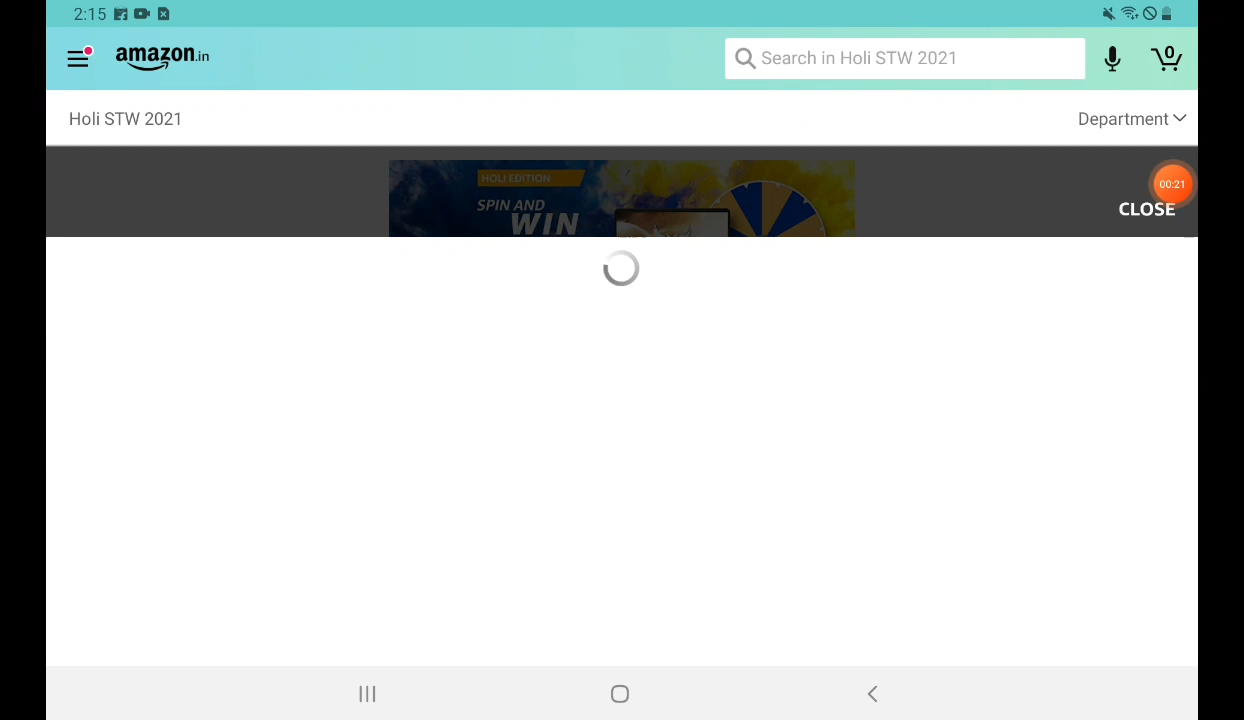 2:15
amazon.in
Search in Holi STW 2021
0
Holi STW 2021
Department
HOLI EDITION
SPIN AND
WIN
00:21
CLOSE